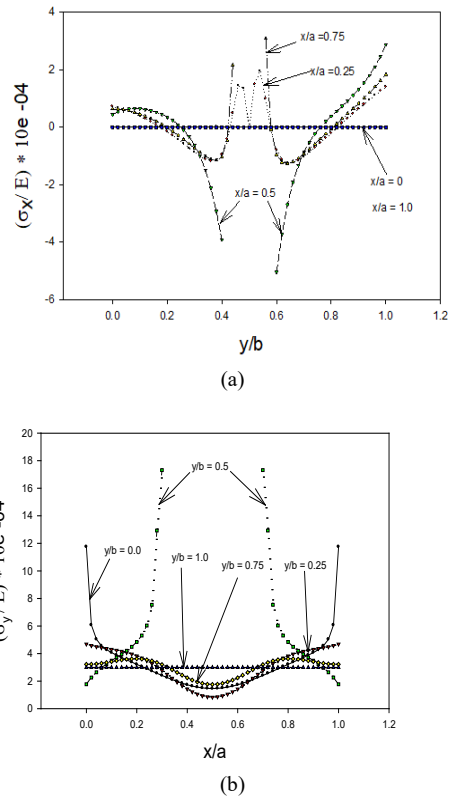 (σX/ E) * 10e -04
4
2
0
-2
-4
-6
x/a =0.75
x/a =0.25
x/a = 0.5
x/a = 0
x/a = 1.0
0.0 0.2 0.4 0.6 0.8 1.0 1.2
y/b
(a)
20
18
16
14
12
10
8
6
4
2
0
y/b = 0.5
y/b = 0.0
y/b = 1.0
y/b = 0.75
y/b = 0.25
0.0 0.2 0.4 0.6 0.8 1.0 1.2
x/a
(b)